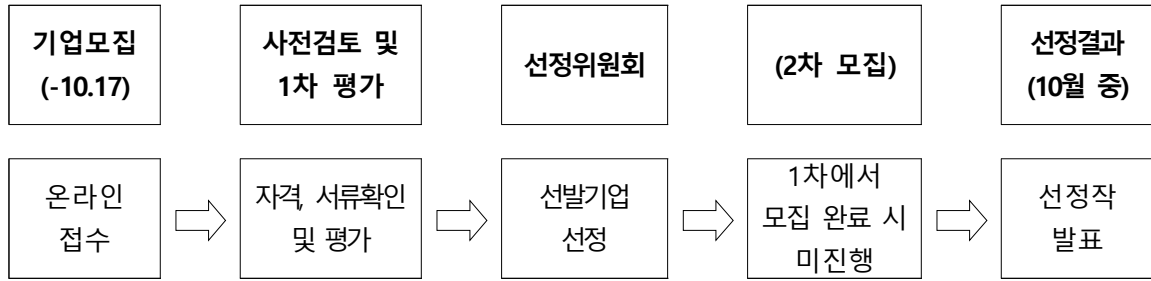 기업모집
(-10.17)
사전검토 및
1차 평가
선정위원회
(2차 모집)
선정결과
(10월 중)
온라인
접수
자격, 서류확인
및 평가
선발기업
선정
1차에서
모집 완료 시
미진행
선정작
발표